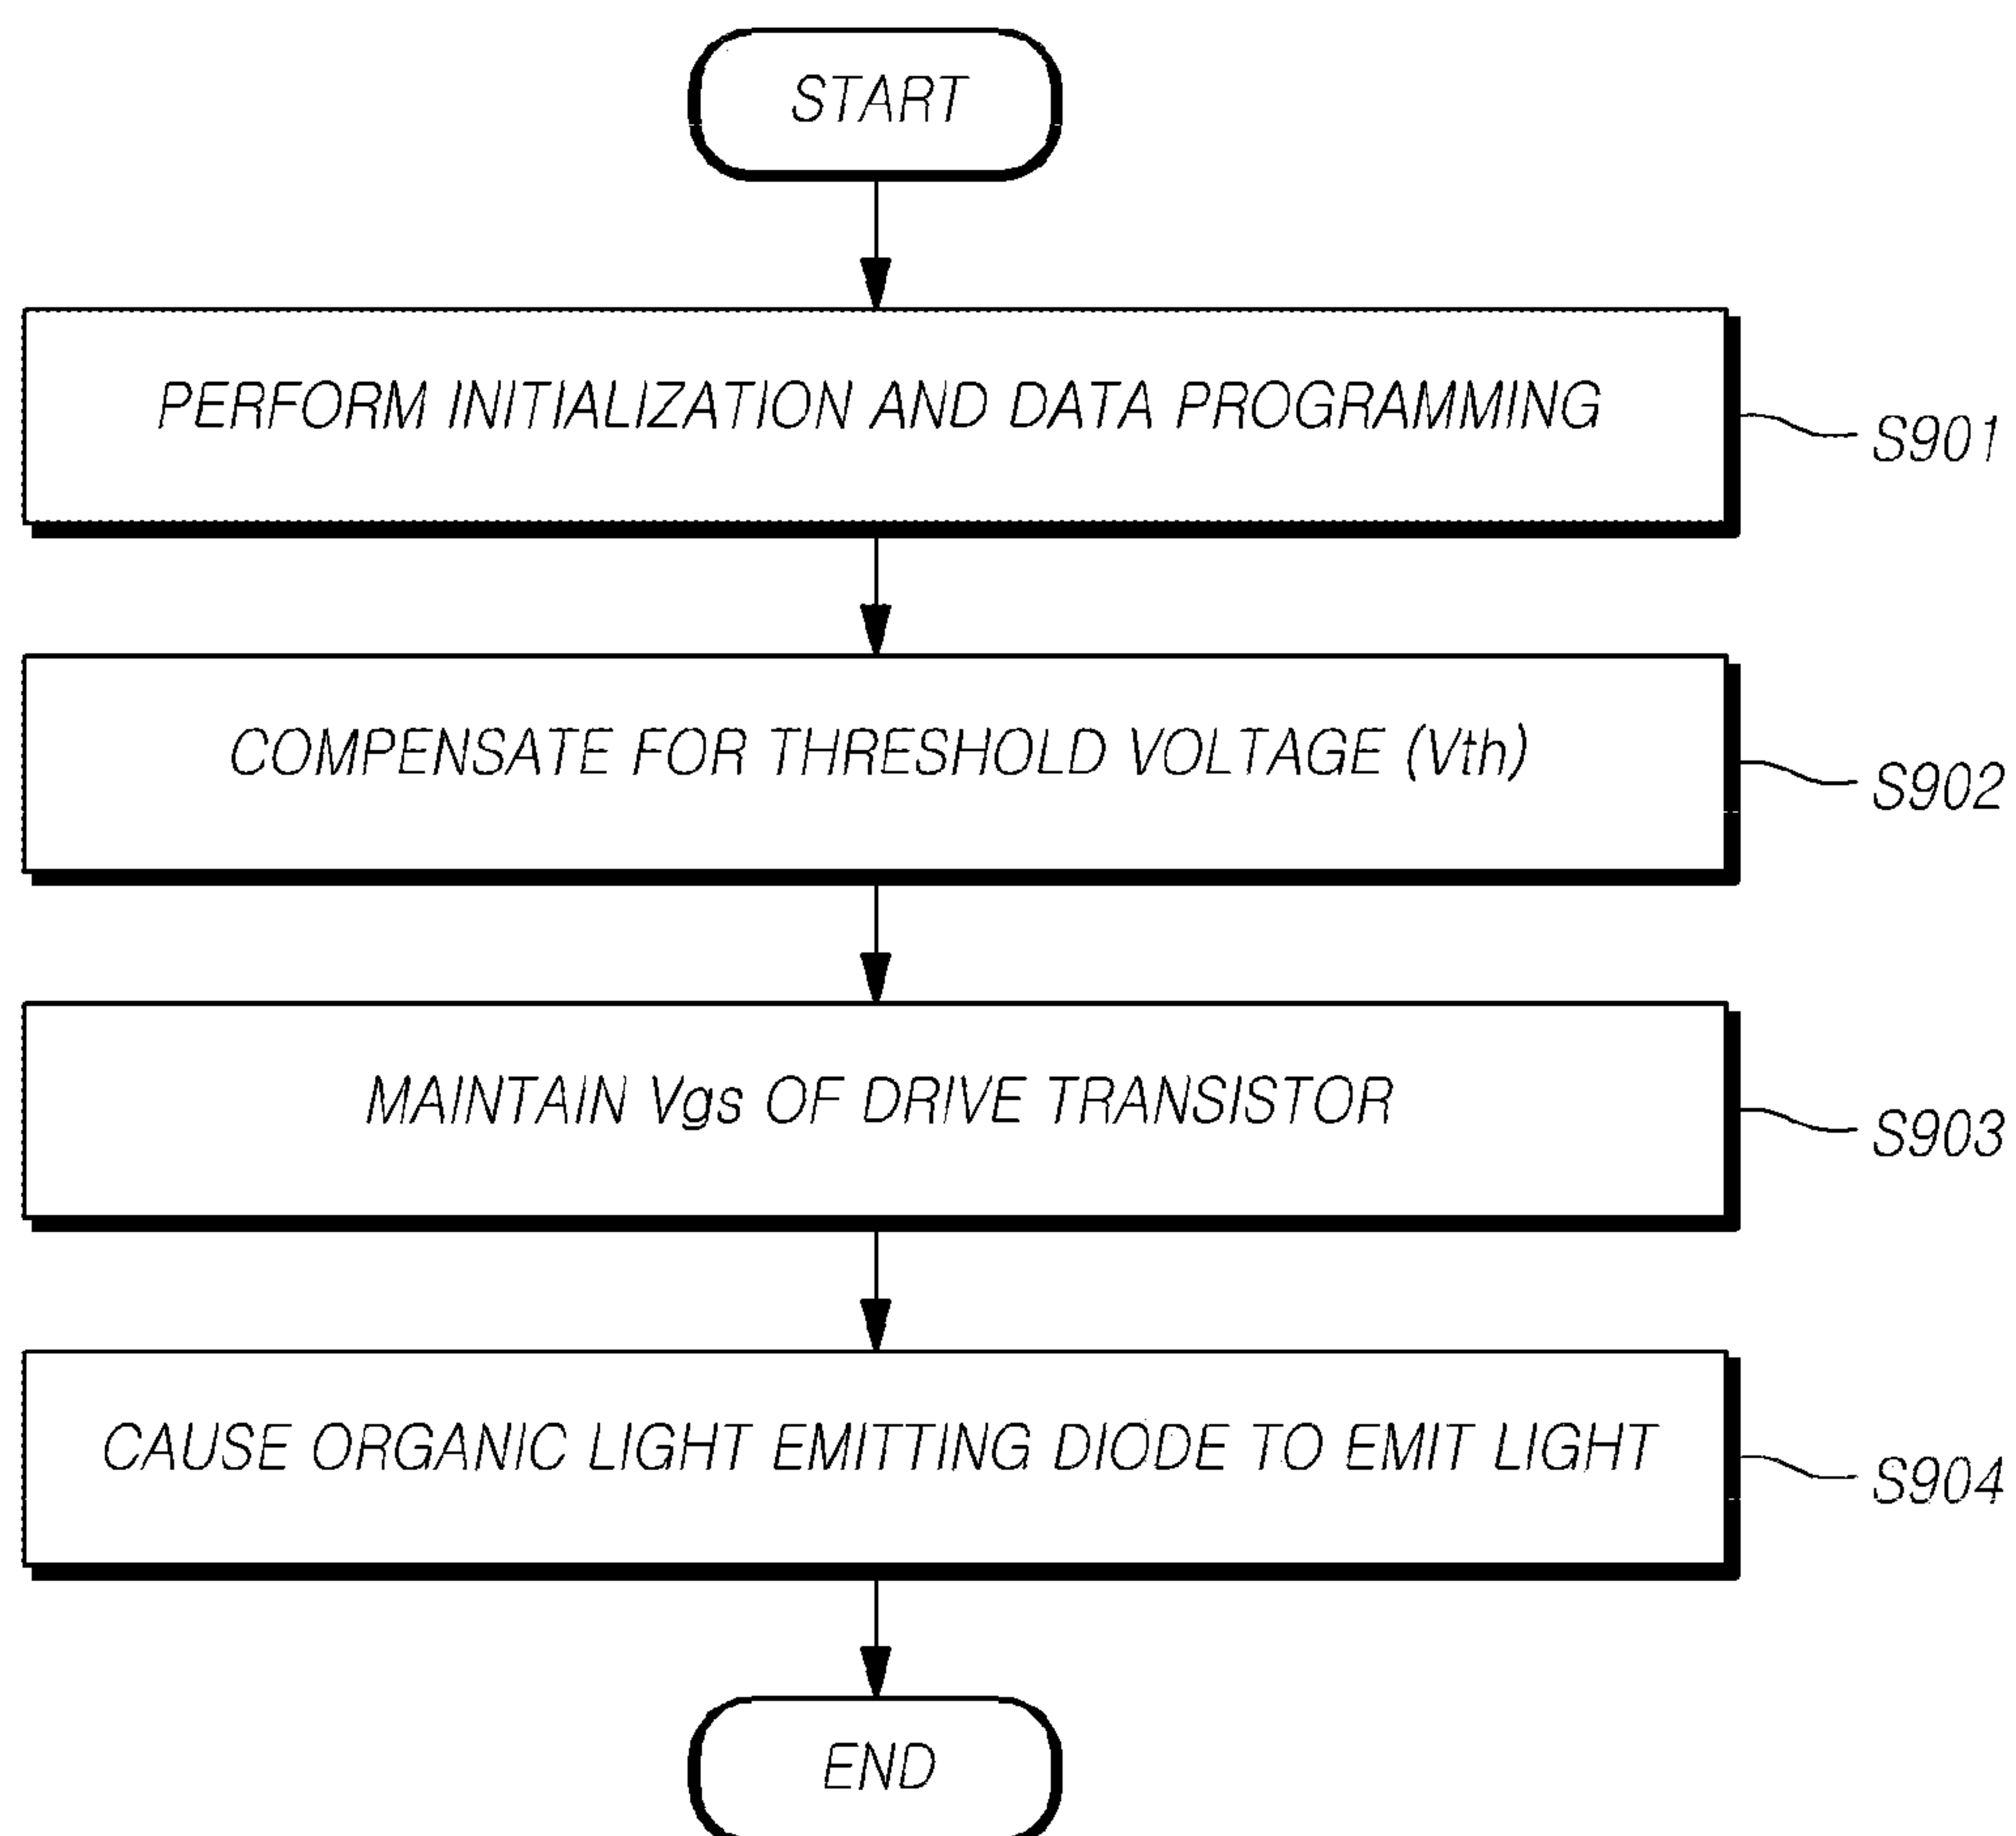 START
PERFORM INITIALIZATION AND DATA PROGRAMMING
S901
COMPENSATE FOR THRESHOLD VOLTAGE (Vth)
S902
MAINTAIN Vgs OF DRIVE TRANSISTOR
S903
CAUSE ORGANIC LIGHT EMITTING DIODE TO EMIT LIGHT
S904
END